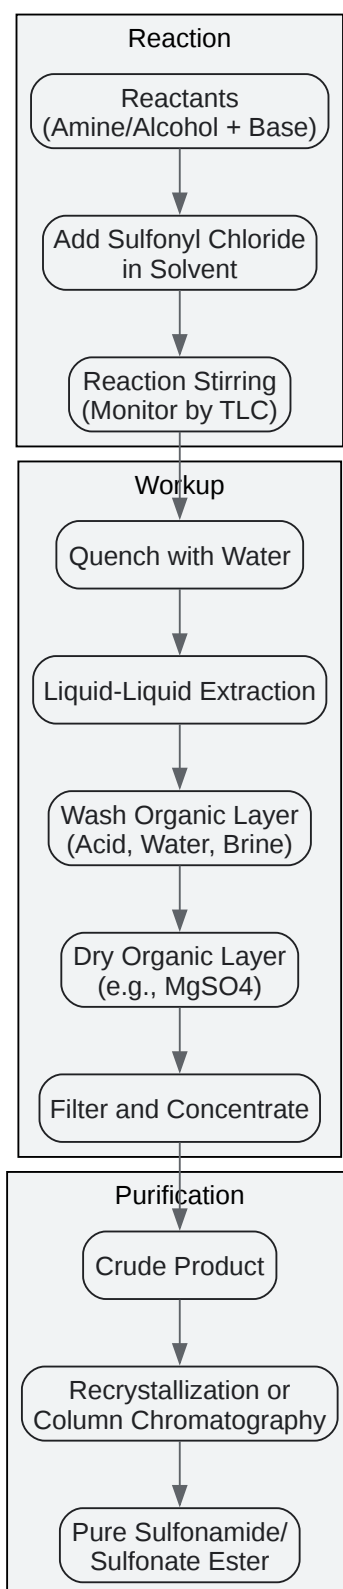 Reaction
Reactants
(Amine/Alcohol + Base)
Add Sulfonyl Chloride
in Solvent
Reaction Stirring
(Monitor by TLC)
Workup
Quench with Water
Liquid-Liquid Extraction
Wash Organic Layer
(Acid, Water, Brine)
Dry Organic Layer
(e.g., MgSO4)
Filter and Concentrate
Purification
Crude Product
Recrystallization or
Column Chromatography
Pure Sulfonamide/
Sulfonate Ester